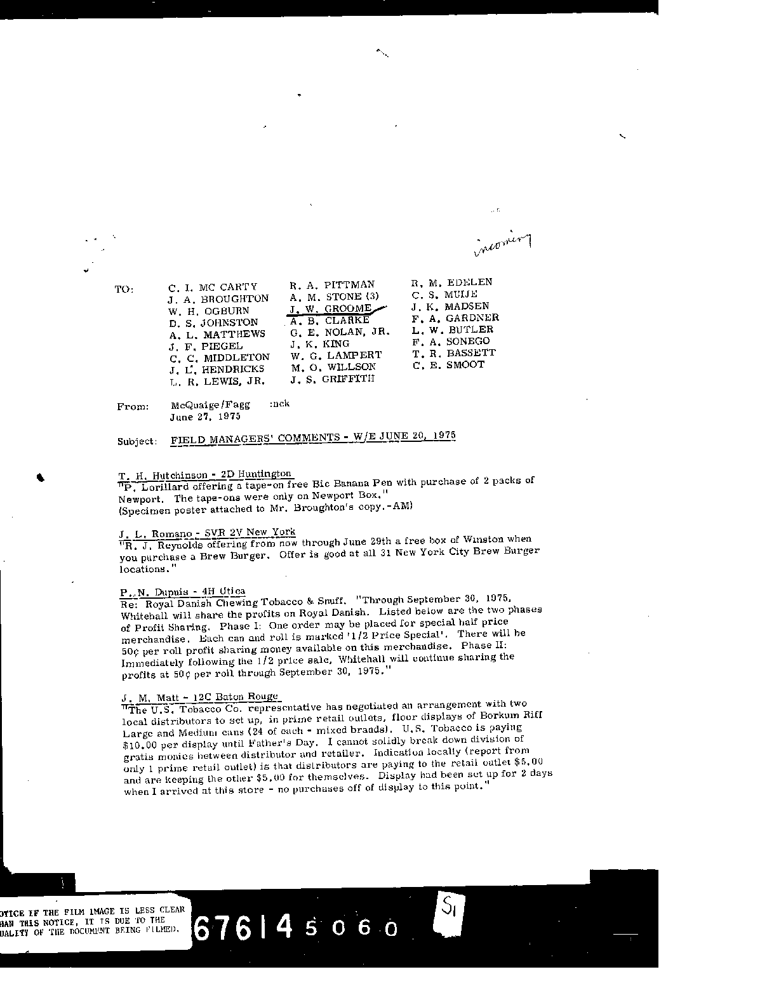 incoming
TO: C. I. MC CARTY R. A. PITTMAN R. M. EDELEN
J. A. BROUGHTON A. M. STONE (3) C. S. MUIJE
W. H. OGBURN J. W. GROOME J. K. MADSEN
D. S. JOHNSTON A. B. CLARKE F. A. GARDNER
A. L. MATTHEWS G. E. NOLAN, JR. L. W. BUTLER
J. F. PIEGEL J. K. KING F. A. SONEGO
C. C. MIDDLETON W. G. LAMPERT T. R. BASSETT
J. L. HENDRICKS M. O. WILLSON C. E. SMOOT
L. R. LEWIS, JR. J. S. GRIFFITH
From: McQuaige/Fagg :nck
June 27, 1975
Subject: FIELD MANAGERS' COMMENTS - W/E JUNE 20, 1975
T. H. Hutchinson - 2D Huntington
"P. Lorillard offering a tape-on free Bic Banana Pen with purchase of 2 packs of
Newport. The tape-ons were only on Newport Box."
(Specimen poster attached to Mr. Broughton's copy.-AM)
J. L. Romano - SVR 2V New York
"R. J. Reynolds offering from now through June 29th a free box of Winston when
you purchase a Brew Burger. Offer is good at all 31 New York City Brew Burger
locations."
P. N. Dupuis - 4H Utica
Re: Royal Danish Chewing Tobacco & Snuff. "Through September 30, 1975,
Whitehall will share the profits on Royal Danish. Listed below are the two phases
of Profit Sharing. Phase I: One order may be placed for special half price
merchandise. Each can and roll is marked '1/2 Price Special'. There will be
50¢ per roll profit sharing money available on this merchandise. Phase II:
Immediately following the 1/2 price sale, Whitehall will continue sharing the
profits at 50¢ per roll through September 30, 1975."
J. M. Matt - 12C Baton Rouge
"The U.S. Tobacco Co. representative has negotiated an arrangement with two
local distributors to set up, in prime retail outlets, floor displays of Borkum Riff
Large and Medium cans (24 of each - mixed brands). U.S. Tobacco is paying
$10.00 per display until Father's Day. I cannot solidly break down division of
gratis monies between distributor and retailer. Indication locally (report from
only 1 prime retail outlet) is that distributors are paying to the retail outlet $5.00
and are keeping the other $5.00 for themselves. Display had been set up for 2 days
when I arrived at this store - no purchases off of display to this point."
OTICE IF THE FILM IMAGE IS LESS CLEAR
HAN THIS NOTICE, IT IS DUE TO THE
UALITY OF THE DOCUMENT BEING FILMED.
676145060
51